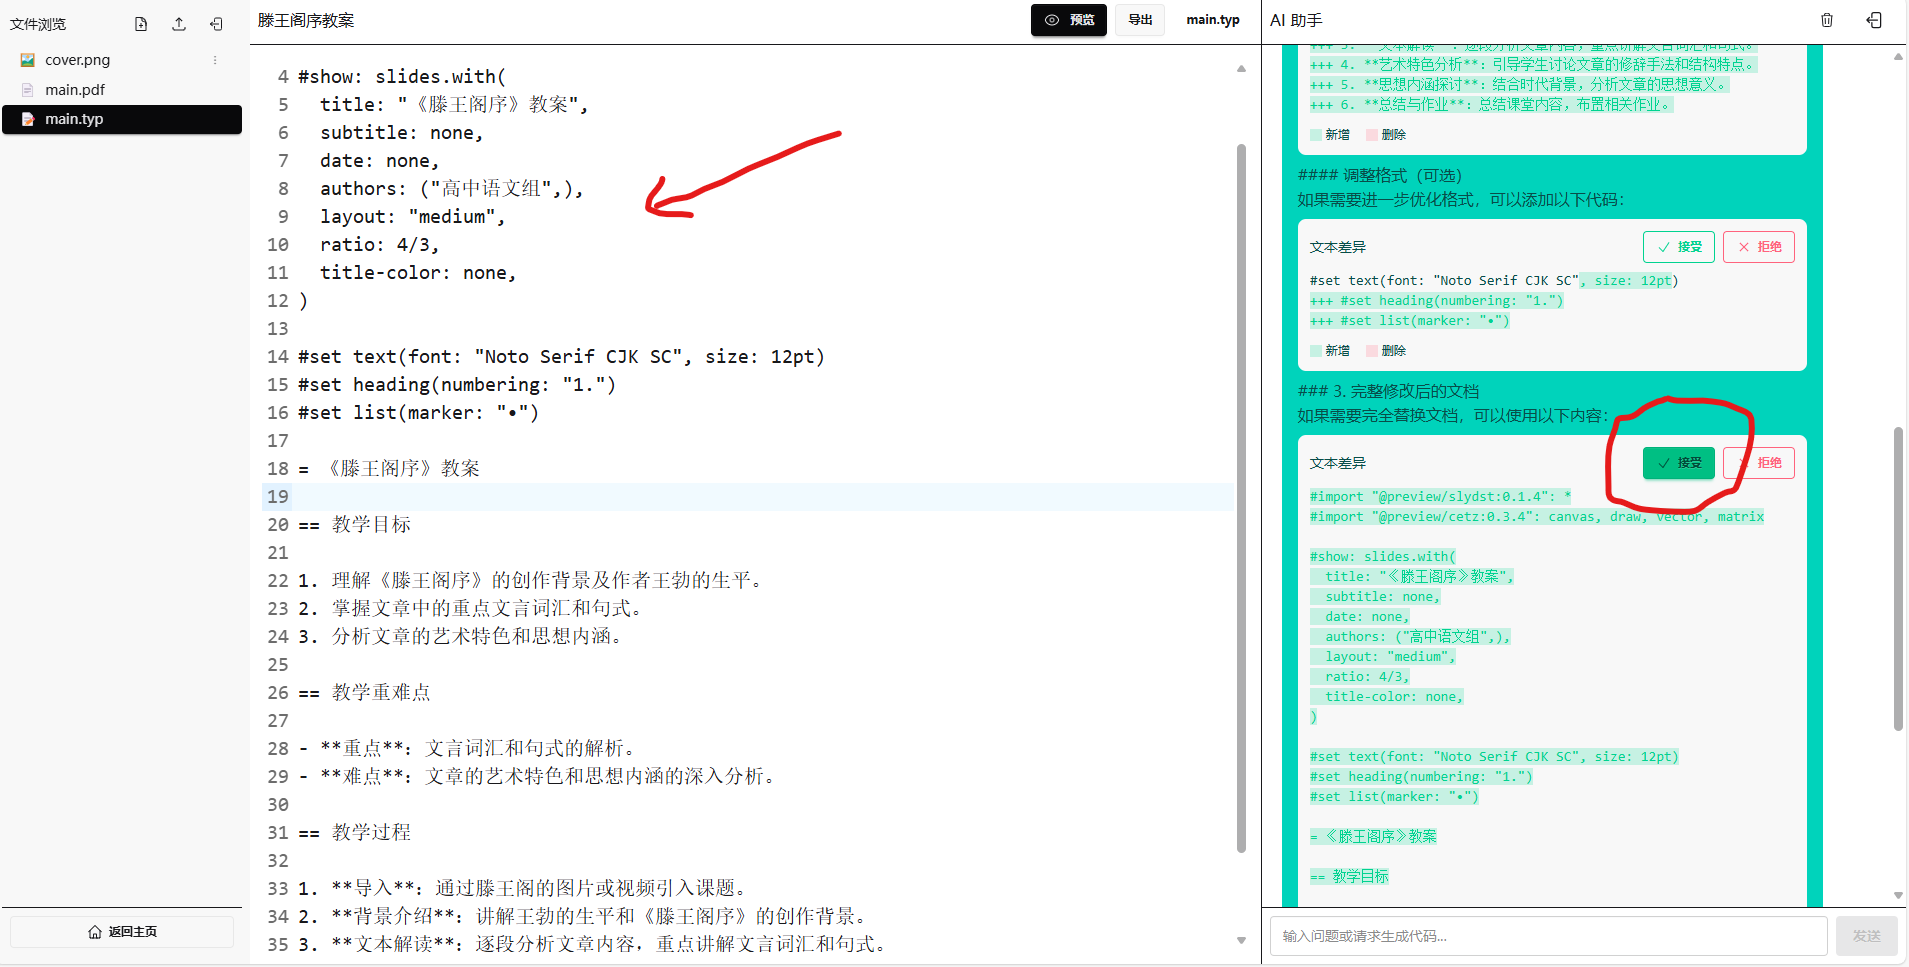 文件浏览
cover.png
main.pdf
main.typ
返回主页
滕王阁序教案
预览
导出
main.typ
4 #show: slides.with(
5   title: "《滕王阁序》教案",
6   subtitle: none,
7   date: none,
8   authors: ("高中语文组",),
9   layout: "medium",
10   ratio: 4/3,
11   title-color: none,
12 )
13
14 #set text(font: "Noto Serif CJK SC", size: 12pt)
15 #set heading(numbering: "1.")
16 #set list(marker: "•")
17
18 = 《滕王阁序》教案
19
20 == 教学目标
21
22 1. 理解《滕王阁序》的创作背景及作者王勃的生平。
23 2. 掌握文章中的重点文言词汇和句式。
24 3. 分析文章的艺术特色和思想内涵。
25
26 == 教学重难点
27
28 - **重点**：文言词汇和句式的解析。
29 - **难点**：文章的艺术特色和思想内涵的深入分析。
30
31 == 教学过程
32
33 1. **导入**：通过滕王阁的图片或视频引入课题。
34 2. **背景介绍**：讲解王勃的生平和《滕王阁序》的创作背景。
35 3. **文本解读**：逐段分析文章内容，重点讲解文言词汇和句式。
AI 助手
+++ 3. **文本解读**：逐段分析文章内容，重点讲解文言词汇和句式。
+++ 4. **艺术特色分析**：引导学生讨论文章的修辞手法和结构特点。
+++ 5. **思想内涵探讨**：结合时代背景，分析文章的思想意义。
+++ 6. **总结与作业**：总结课堂内容，布置相关作业。
新增 删除
#### 调整格式（可选）
如果需要进一步优化格式，可以添加以下代码：
文本差异
接受
拒绝
#set text(font: "Noto Serif CJK SC", size: 12pt)
+++ #set heading(numbering: "1.")
+++ #set list(marker: "•")
新增 删除
### 3. 完整修改后的文档
如果需要完全替换文档，可以使用以下内容：
文本差异
接受
拒绝
#import "@preview/slydst:0.1.4": *
#import "@preview/cetz:0.3.4": canvas, draw, vector, matrix
#show: slides.with(
  title: "《滕王阁序》教案",
  subtitle: none,
  date: none,
  authors: ("高中语文组",),
  layout: "medium",
  ratio: 4/3,
  title-color: none,
)
#set text(font: "Noto Serif CJK SC", size: 12pt)
#set heading(numbering: "1.")
#set list(marker: "•")
= 《滕王阁序》教案
== 教学目标
输入问题或请求生成代码...
发送